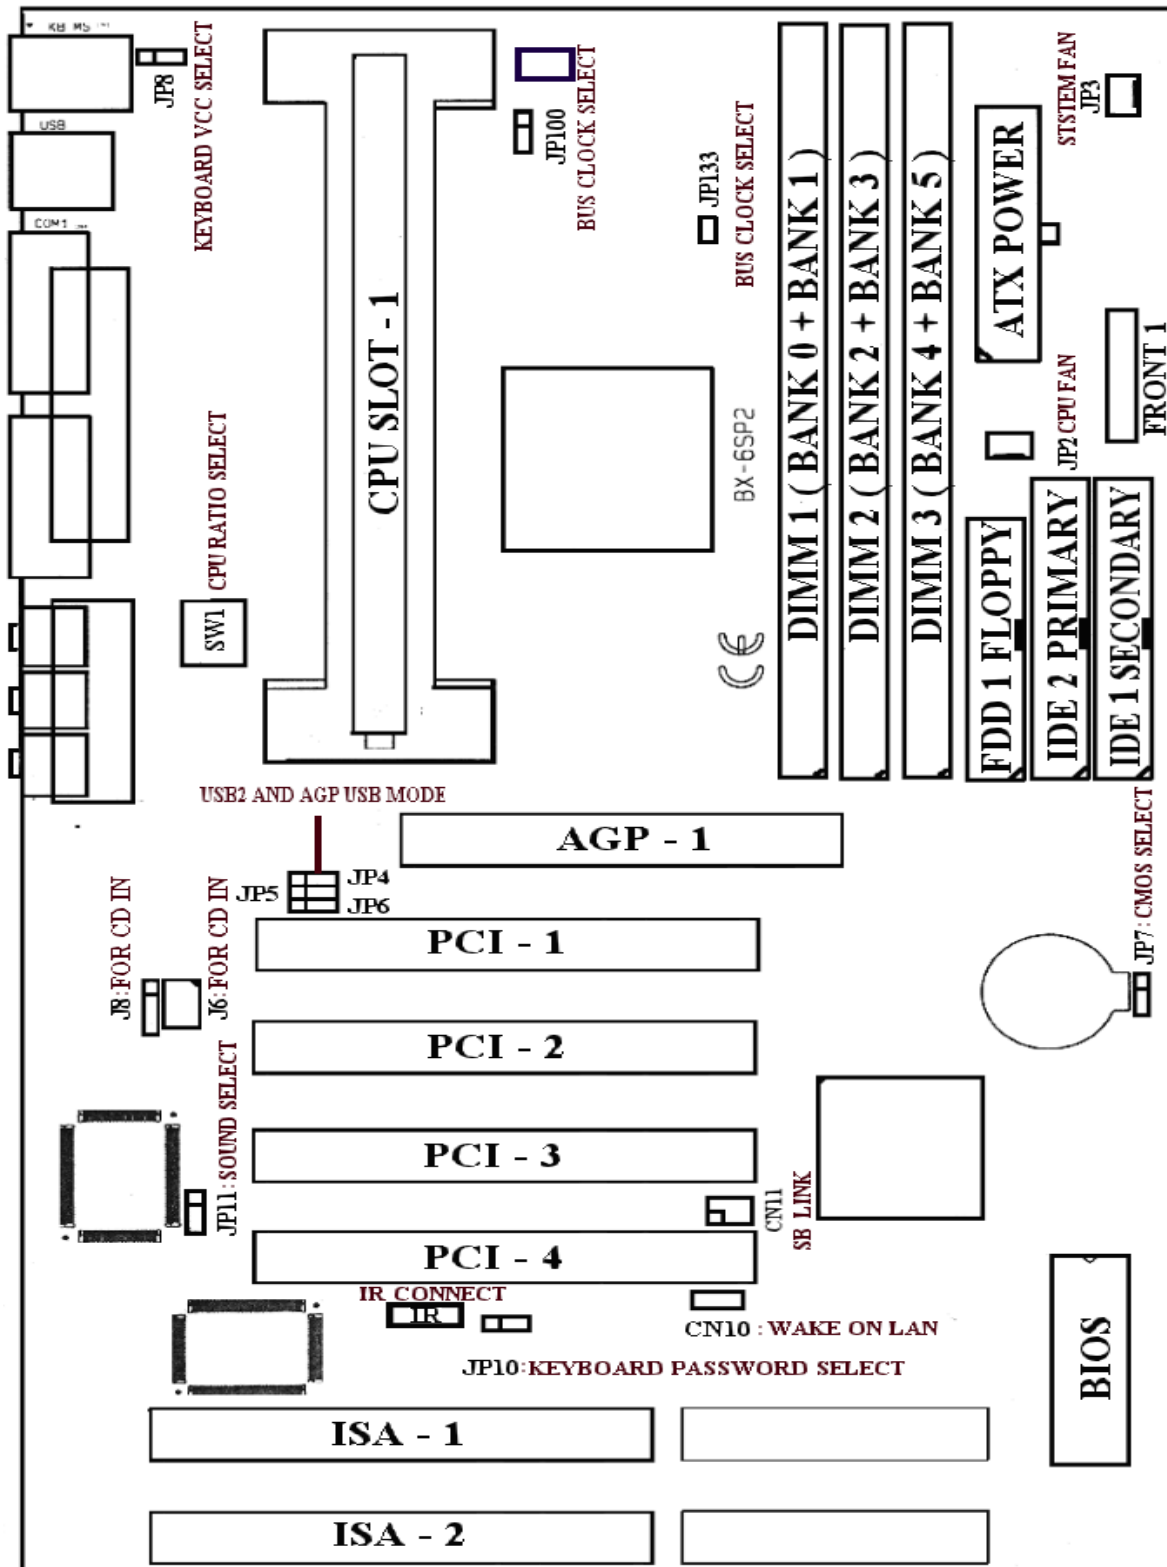 KB MS
JP8
KEYBOARD VCC SELECT
USB
COM1
CPU SLOT - 1
JP100
BUS CLOCK SELECT
JP133
BUS CLOCK SELECT
DIMM 1 ( BANK 0 + BANK 1 )
DIMM 2 ( BANK 2 + BANK 3 )
DIMM 3 ( BANK 4 + BANK 5 )
ATX POWER
STSTEM FAN
JP3
FRONT 1
JP2 CPU FAN
BX-6SP2
CE
CPU RATIO SELECT
SW1
FDD 1 FLOPPY
IDE 2 PRIMARY
IDE 1 SECONDARY
USB2 AND AGP USB MODE
AGP - 1
JP5
JP4
JP6
J8:FOR CD IN
J6:FOR CD IN
PCI - 1
JP7: CMOS SELECT
PCI - 2
JP11: SOUND SELECT
PCI - 3
CN11
SB LINK
PCI - 4
IR CONNECT
IR
CN10 : WAKE ON LAN
JP10:KEYBOARD PASSWORD SELECT
BIOS
ISA - 1
ISA - 2